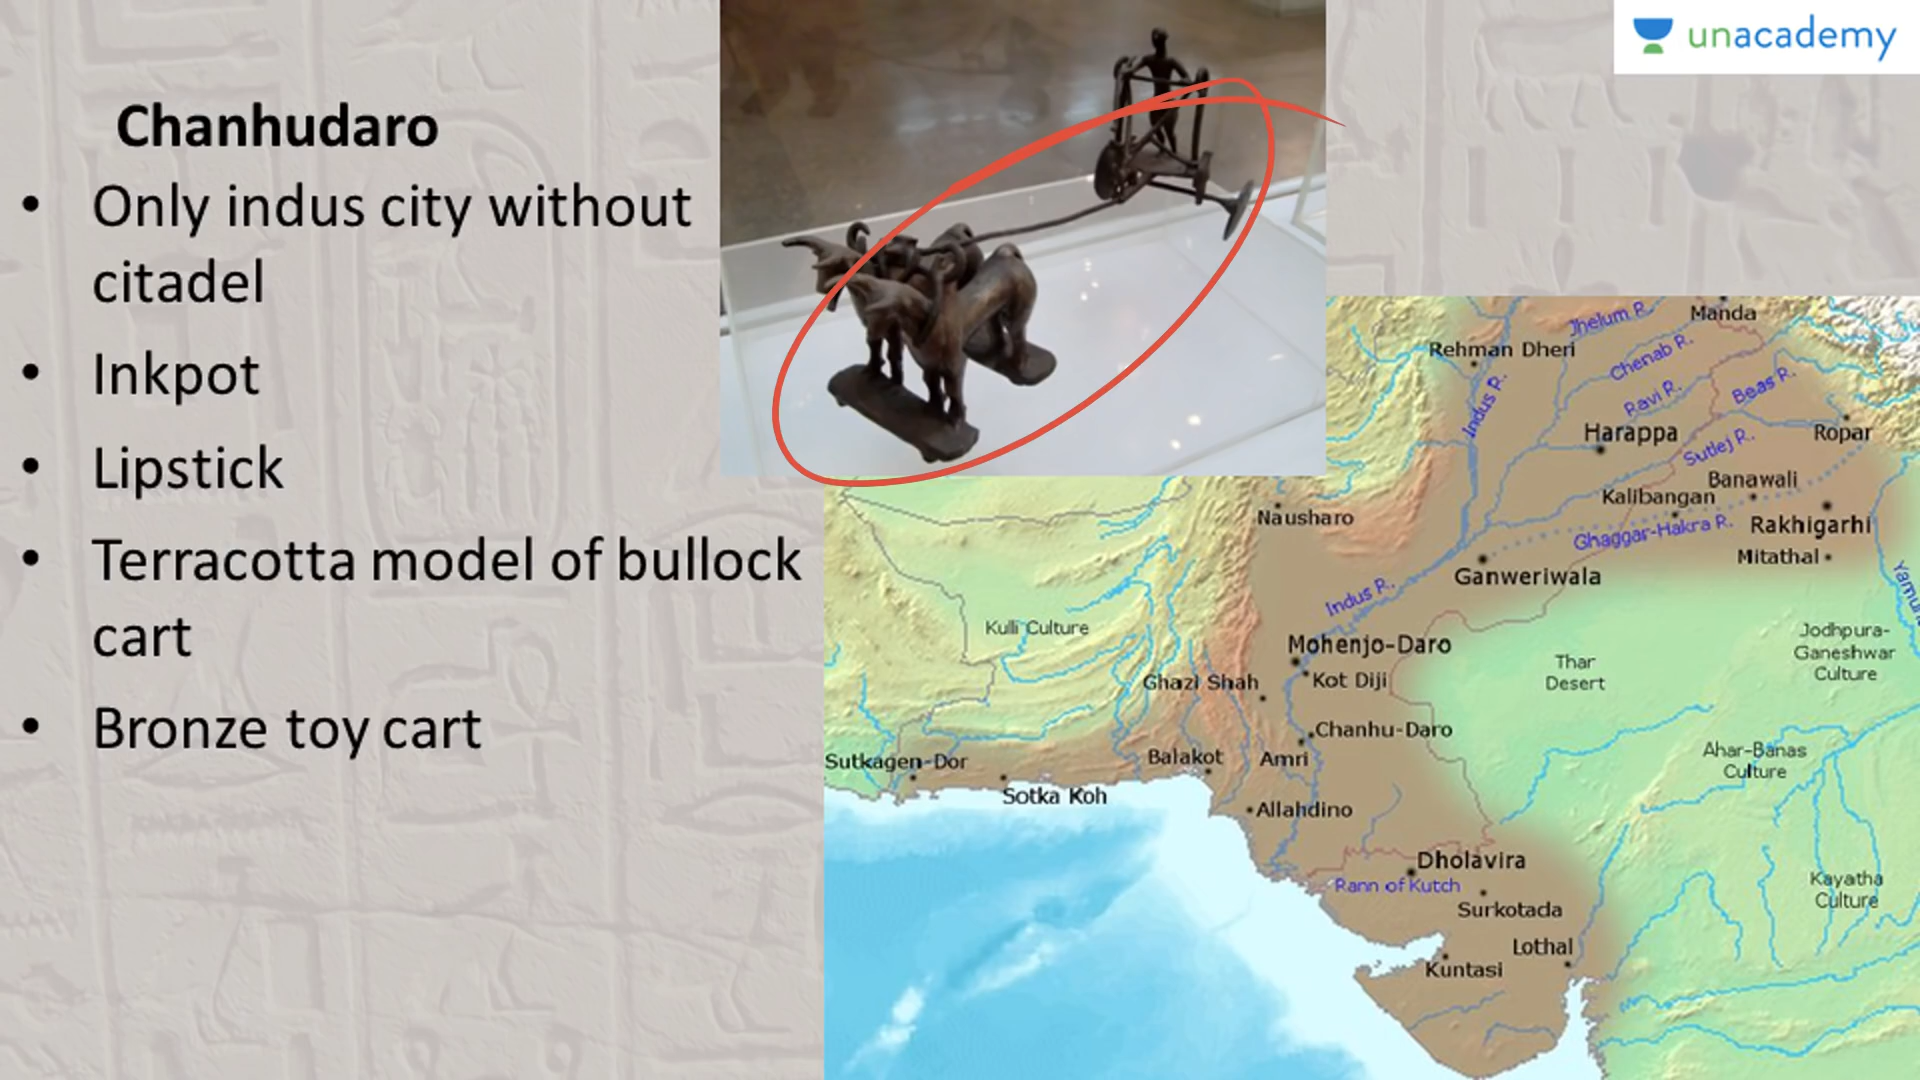 unacademy
Chanhudaro
• Only indus city without
citadel
• Inkpot
• Lipstick
• Terracotta model of bullock
cart
• Bronze toy cart
Manda
Jhelum R.
Rehman Dheri
Chenab R.
Indus R.
Ravi R.
Beas R.
Harappa
Ropar
Sutlej R.
Banawali
Kalibangan
Nausharo
Rakhigarhi
Ghaggar-Hakra R.
Mitathal
Ganweriwala
Indus R.
Kulli Culture
Mohenjo-Daro
Jodhpura-
Ganeshwar
Culture
Thar
Desert
Ghazi Shah
Kot Diji
Chanhu-Daro
Ahar-Banas
Culture
Sutkagen-Dor
Balakot
Amri
Sotka Koh
Allahdino
Dholavira
Rann of Kutch
Kayatha
Culture
Surkotada
Lothal
Kuntasi